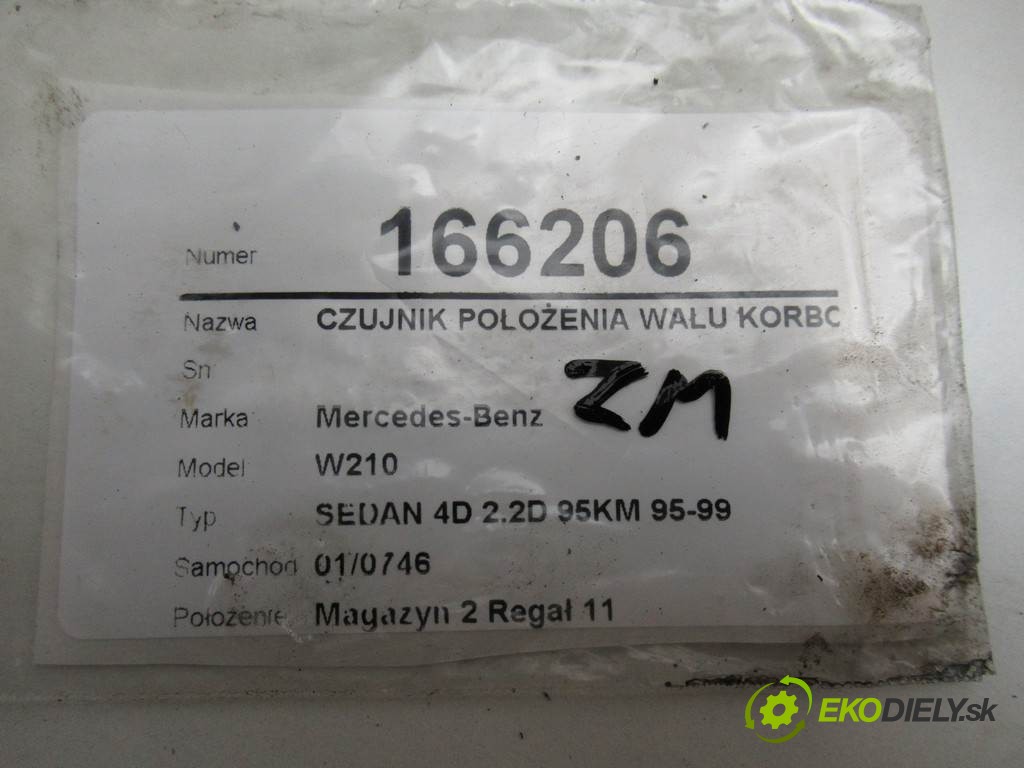 Numer 166206
Nazwa CZUJNIK POŁOŻENIA WAŁU KORBO
Sn
ZM
Marka Mercedes-Benz
Model W210
Typ SEDAN 4D 2.2D 95KM 95-99
Samochód 01/0746
Położenie Magazyn 2 Regał 11
EKODIELY.sk